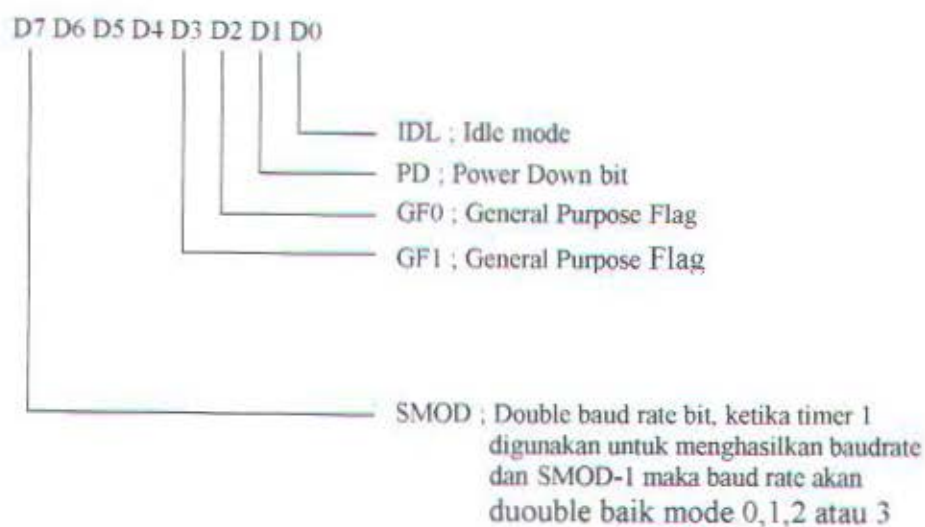 D7 D6 D5 D4 D3 D2 D1 D0
IDL ; Idle mode
PD ; Power Down bit
GF0 ; General Purpose Flag
GF1 ; General Purpose Flag
SMOD ; Double baud rate bit, ketika timer 1
digunakan untuk menghasilkan baudrate
dan SMOD-1 maka baud rate akan
duouble baik mode 0,1,2 atau 3